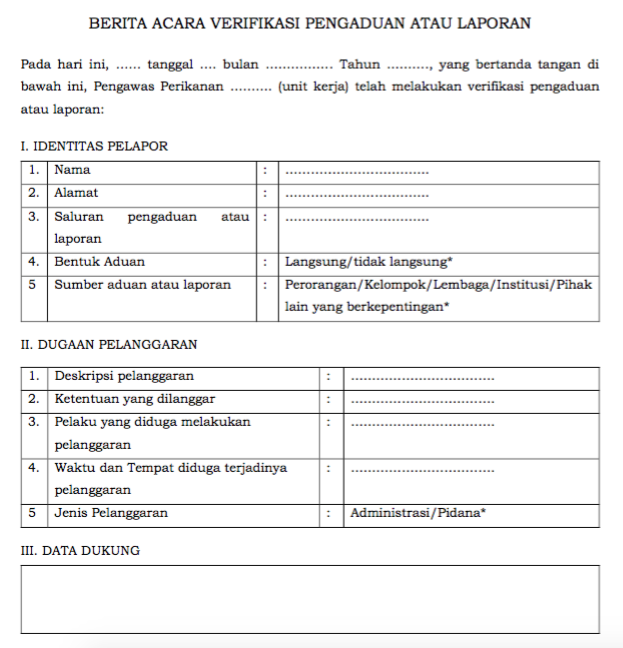 BERITA ACARA VERIFIKASI PENGADUAN ATAU LAPORAN
Pada hari ini, ...... tanggal .... bulan ................ Tahun .........., yang bertanda tangan di
bawah ini, Pengawas Perikanan .......... (unit kerja) telah melakukan verifikasi pengaduan
atau laporan:
I. IDENTITAS PELAPOR
1. Nama : ...................................
2. Alamat : ...................................
3. Saluran pengaduan atau : ...................................
laporan
4. Bentuk Aduan : Langsung/tidak langsung*
5 Sumber aduan atau laporan : Perorangan/Kelompok/Lembaga/Institusi/Pihak
lain yang berkepentingan*
II. DUGAAN PELANGGARAN
1. Deskripsi pelanggaran : ...................................
2. Ketentuan yang dilanggar : ...................................
3. Pelaku yang diduga melakukan : ...................................
pelanggaran
4. Waktu dan Tempat diduga terjadinya : ...................................
pelanggaran
5 Jenis Pelanggaran : Administrasi/Pidana*
III. DATA DUKUNG